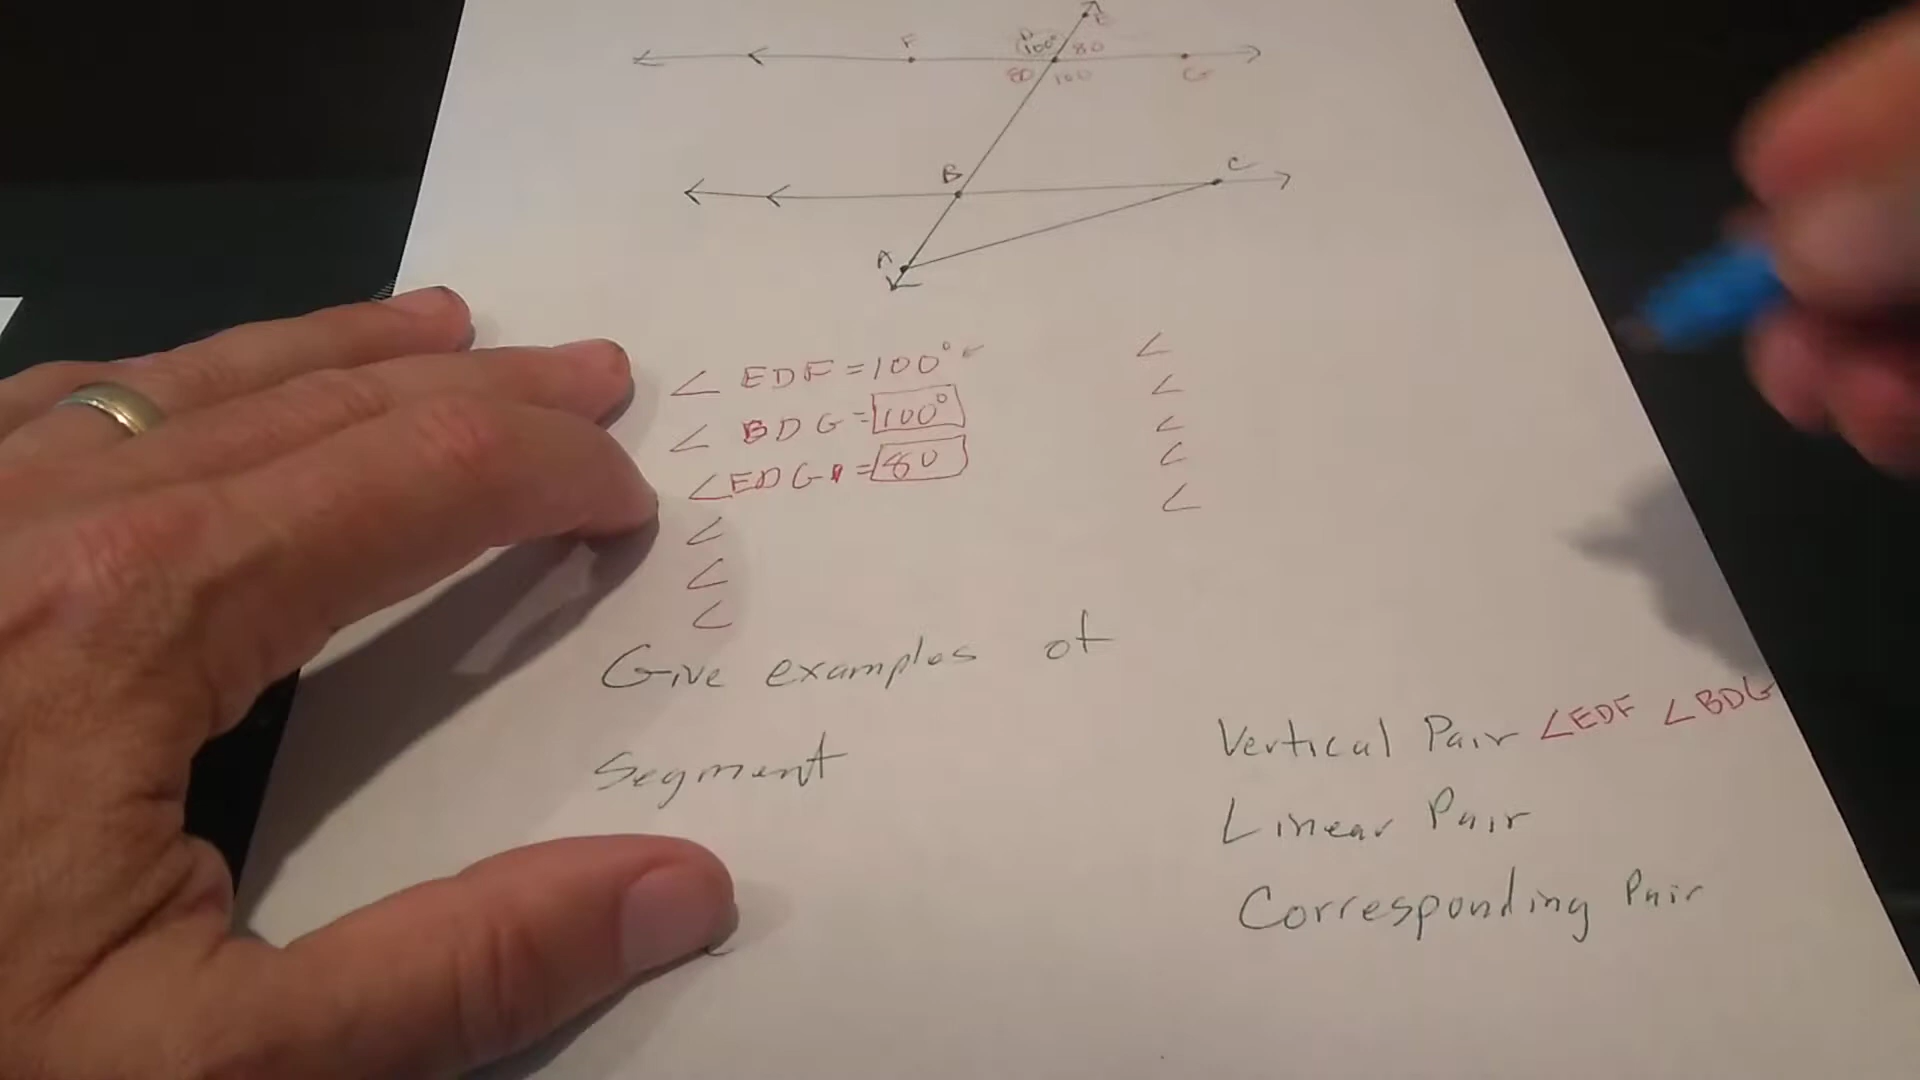 E
F D 100° 80
80 100 G
B C
A
∠ EDF = 100°
∠ BDG = 100°
∠ EDG = 80
∠
∠
∠
∠
∠
∠
∠
∠
Give examples of
Segment
Vertical Pair ∠EDF ∠BDG
Linear Pair
Corresponding Pair